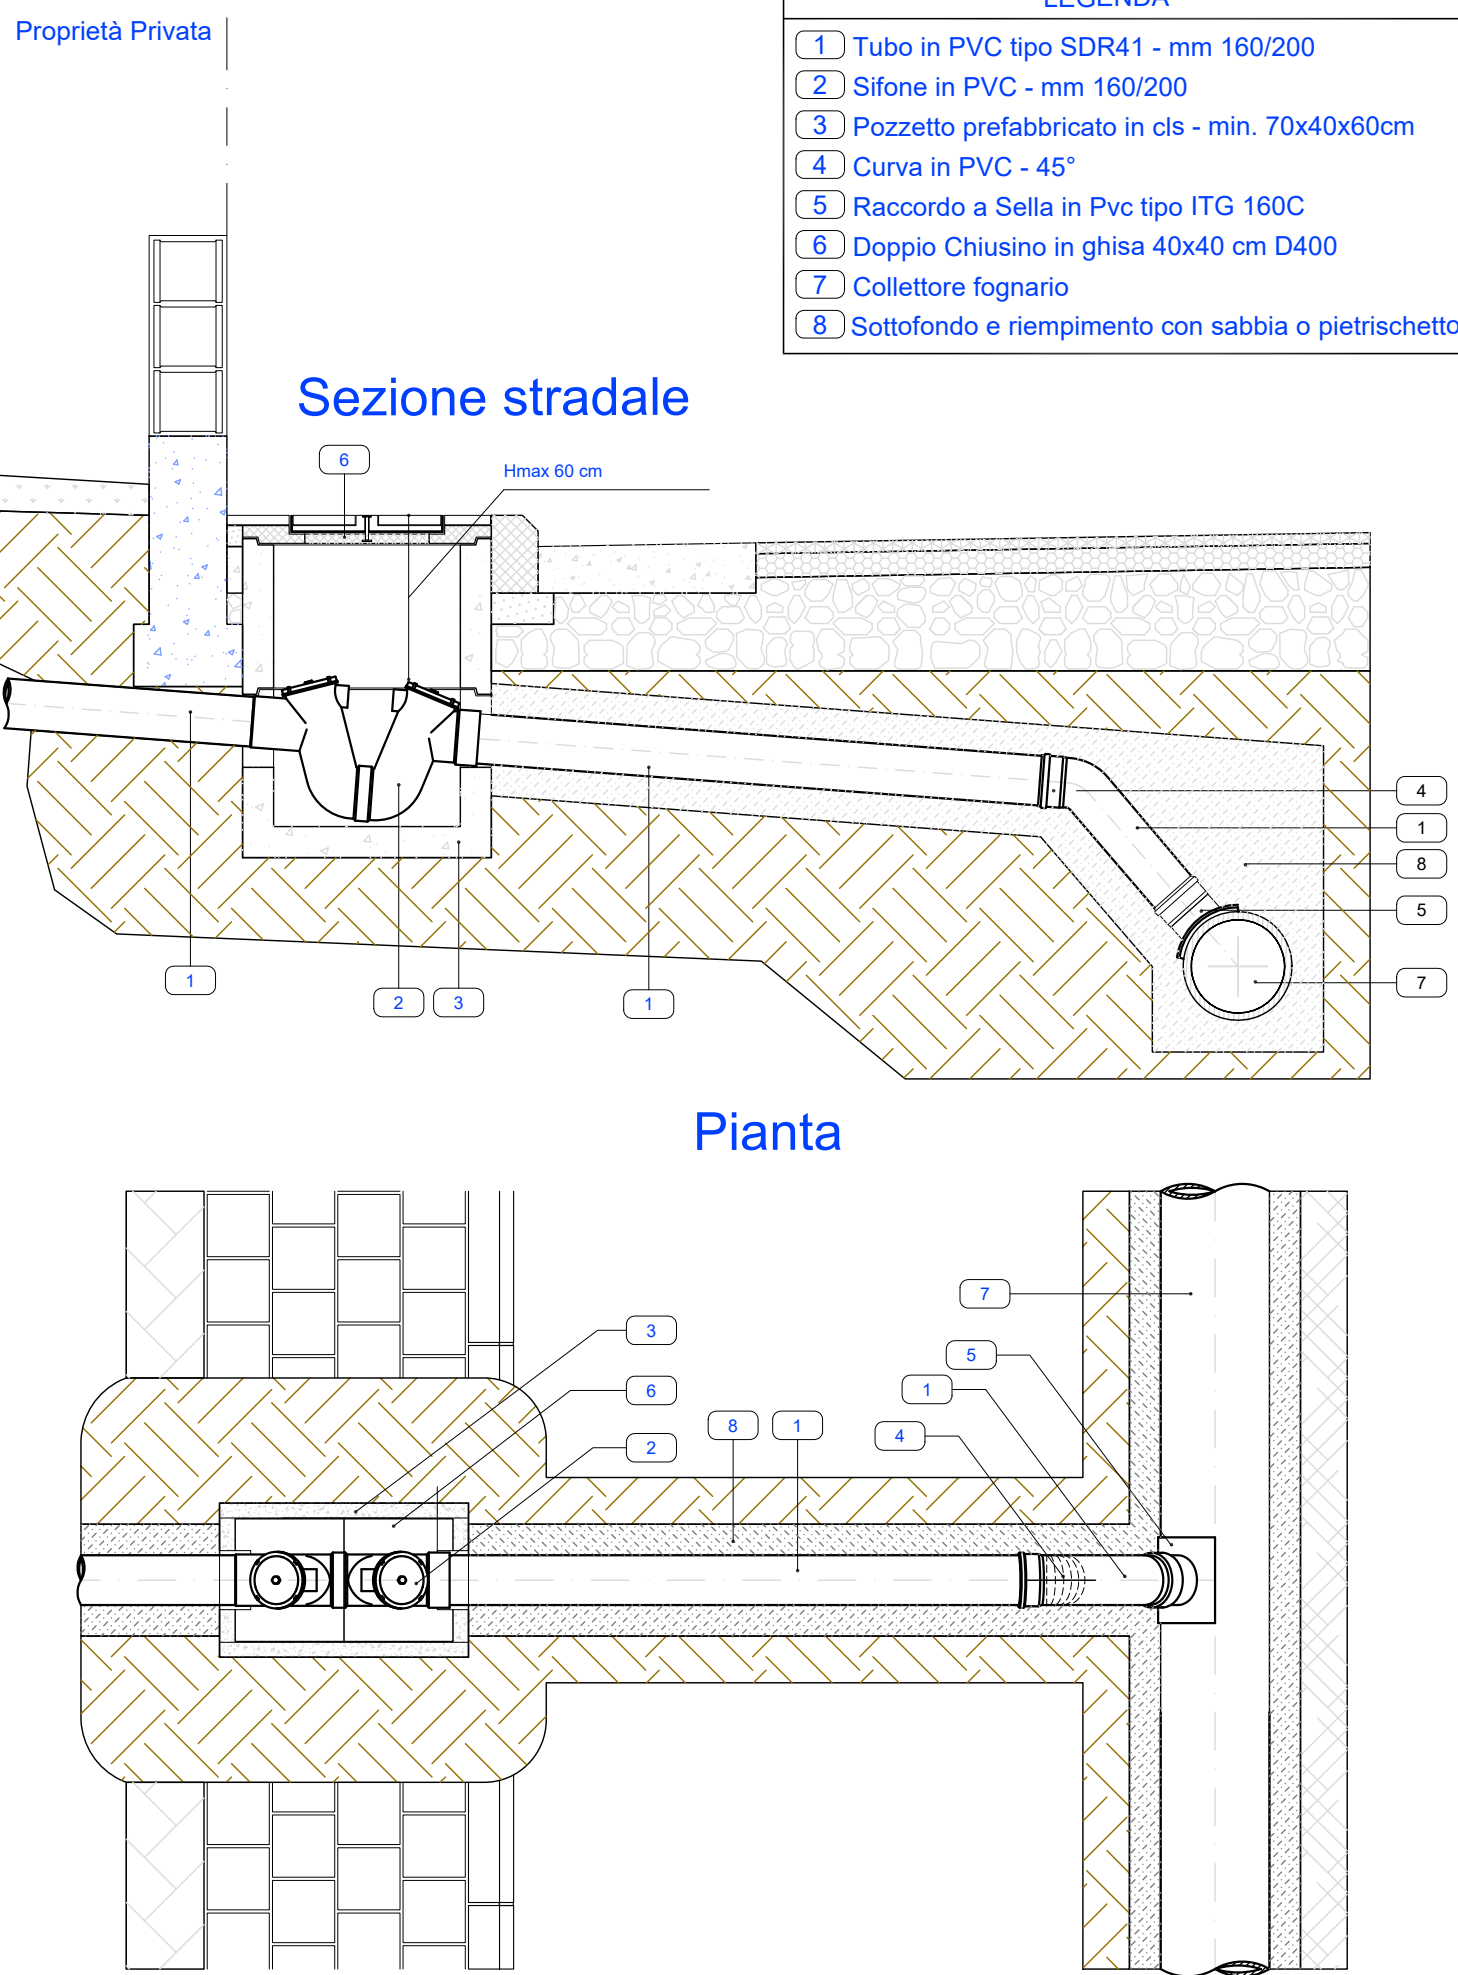 Proprietà Privata
LEGENDA
1 Tubo in PVC tipo SDR41 - mm 160/200
2 Sifone in PVC - mm 160/200
3 Pozzetto prefabbricato in cls - min. 70x40x60cm
4 Curva in PVC - 45°
5 Raccordo a Sella in Pvc tipo ITG 160C
6 Doppio Chiusino in ghisa 40x40 cm D400
7 Collettore fognario
8 Sottofondo e riempimento con sabbia o pietrischetto
Sezione stradale
6
Hmax 60 cm
4
1
8
5
7
1
2
3
1
Pianta
7
3
5
6
1
8
1
4
2